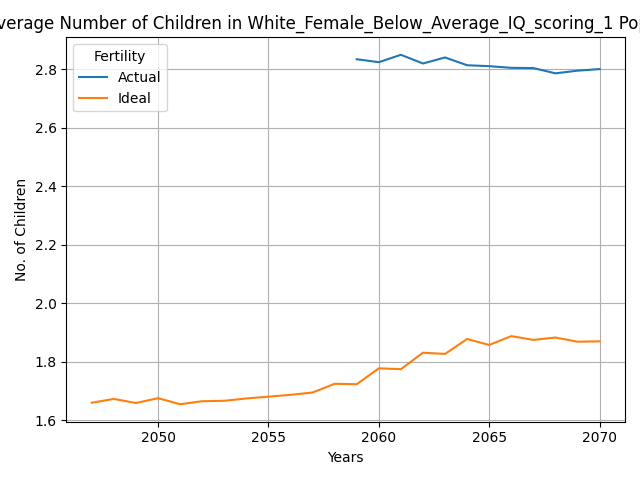 verage Number of Children in White_Female_Below_Average_IQ_scoring_1 Po
Fertility
Actual
Ideal
No. of Children
2.8
2.6
2.4
2.2
2.0
1.8
1.6
2050 2055 2060 2065 2070
Years